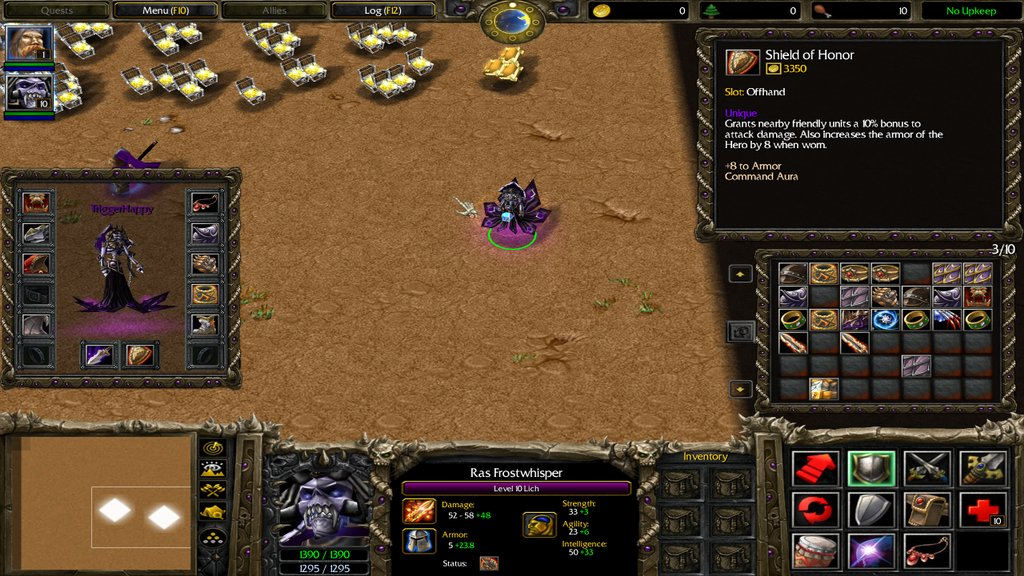 Quests
Menu (F10)
Allies
Log (F12)
0
0
10
No Upkeep
1
10
Shield of Honor
3350
Slot: Offhand
Unique
Grants nearby friendly units a 10% bonus to
attack damage. Also increases the armor of the
Hero by 8 when worn.
+8 to Armor
Command Aura
TriggerHappy
3/10
Inventory
Ras Frostwhisper
Level 10 Lich
Damage:
52 - 58 +48
Armor:
5 +23.8
Status:
Strength:
33 +3
Agility:
23 +6
Intelligence:
50 +33
1390 / 1390
1295 / 1295
10